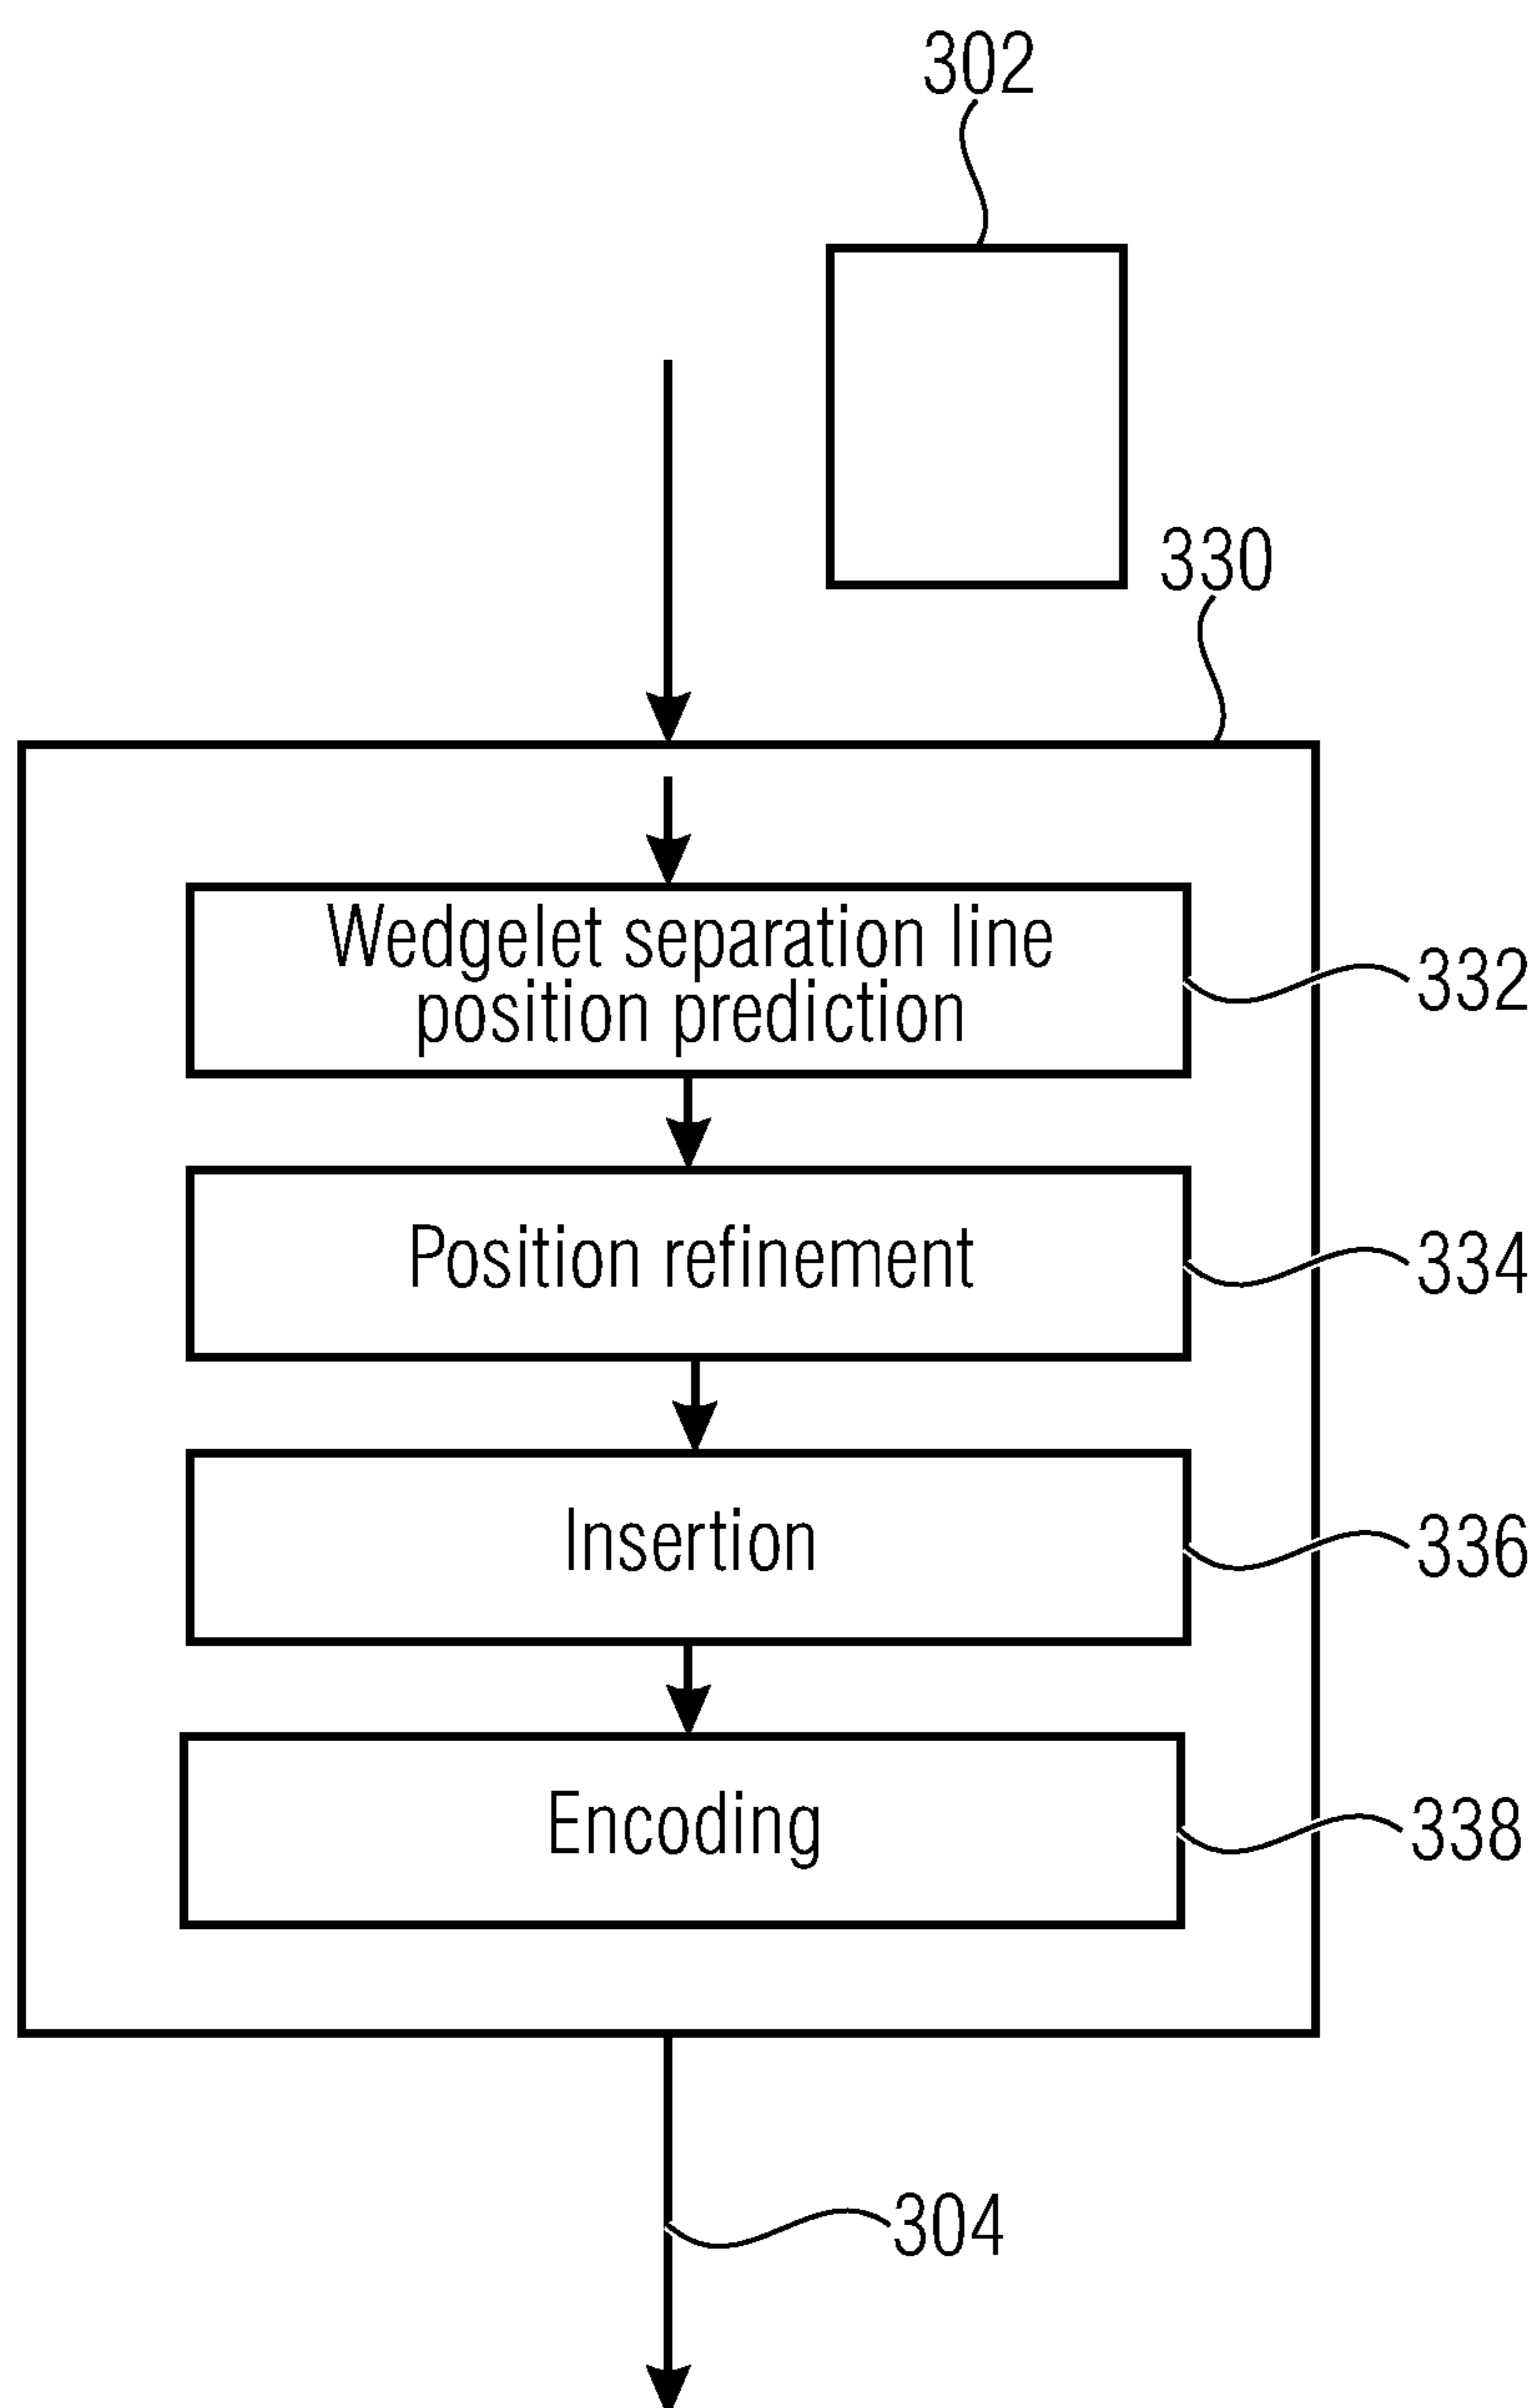 302
330
Wedgelet separation line
position prediction
332
Position refinement
334
Insertion
336
Encoding
338
304